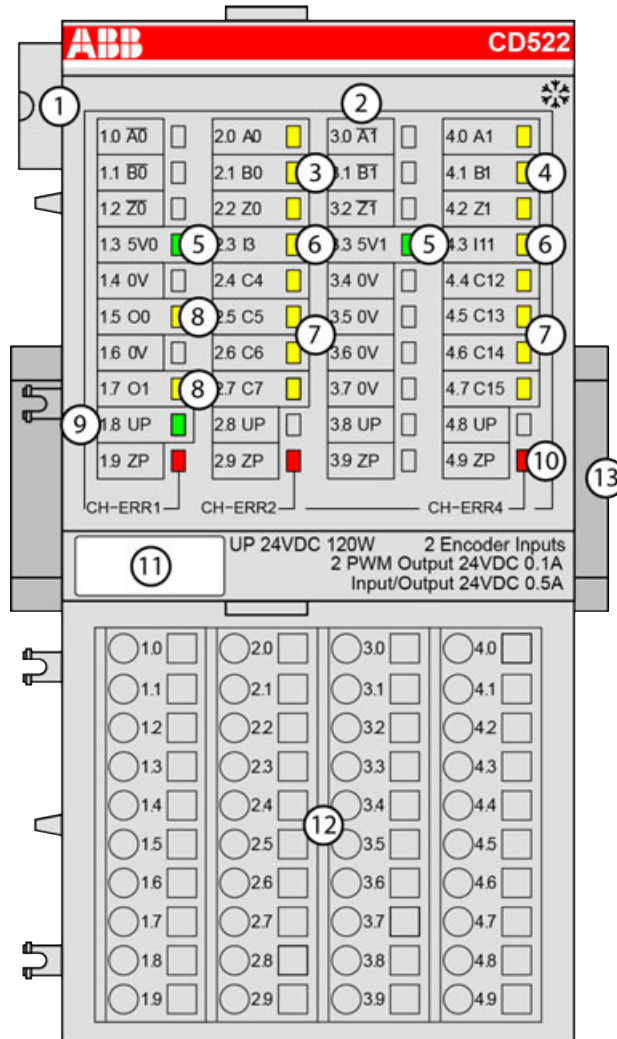 ABB CD522
1 2
1.0 A̅0̅ 2.0 A0 3.0 A̅1̅ 4.0 A1
1.1 B̅0̅ 2.1 B0 3 3.1 B̅1̅ 4.1 B1 4
1.2 Z̅0̅ 2.2 Z0 3.2 Z̅1̅ 4.2 Z1
1.3 5V0 5 2.3 I3 6 3.3 5V1 5 4.3 I11 6
1.4 0V 2.4 C4 3.4 0V 4.4 C12
1.5 O0 8 2.5 C5 3.5 0V 4.5 C13
7 7
1.6 0V 2.6 C6 3.6 0V 4.6 C14
1.7 O1 8 2.7 C7 3.7 0V 4.7 C15
9 1.8 UP 2.8 UP 3.8 UP 4.8 UP
1.9 ZP 2.9 ZP 3.9 ZP 4.9 ZP 10
13
CH-ERR1 CH-ERR2 CH-ERR4
11
UP 24VDC 120W 2 Encoder Inputs
2 PWM Output 24VDC 0.1A
Input/Output 24VDC 0.5A
1.0 2.0 3.0 4.0
1.1 2.1 3.1 4.1
1.2 2.2 3.2 4.2
1.3 2.3 3.3 4.3
1.4 2.4 3.4 4.4
12
1.5 2.5 3.5 4.5
1.6 2.6 3.6 4.6
1.7 2.7 3.7 4.7
1.8 2.8 3.8 4.8
1.9 2.9 3.9 4.9